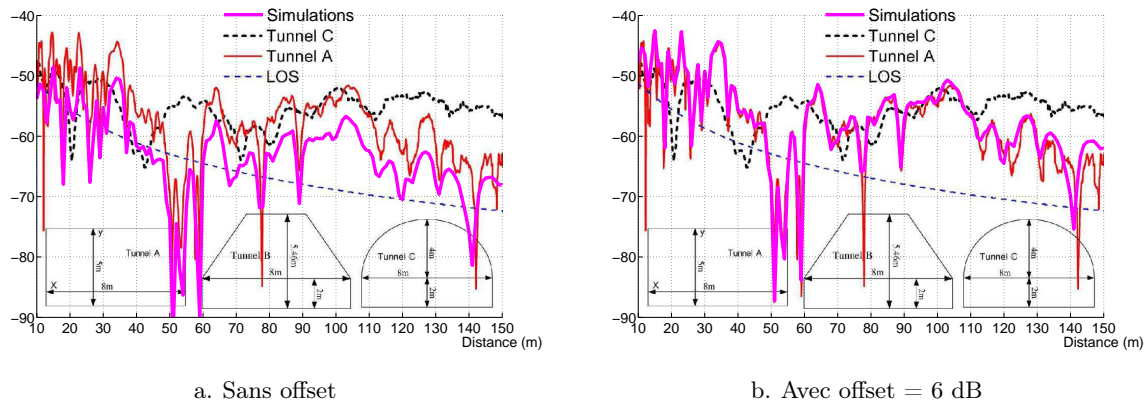 Simulations
Tunnel C
Tunnel A
LOS
−40
−50
−60
−70
−80
−90
10 20 30 40 50 60 70 80 90 100 110 120 130 140 150
Distance (m)
y
Tunnel A
5m
X
8m
Tunnel B
5.46m
8m
2m
Tunnel C
4m
8m
2m
a. Sans offset
Simulations
Tunnel C
Tunnel A
LOS
−40
−50
−60
−70
−80
−90
10 20 30 40 50 60 70 80 90 100 110 120 130 140 150
Distance (m)
y
Tunnel A
5m
X
8m
Tunnel B
5.46m
8m
2m
Tunnel C
4m
8m
2m
b. Avec offset = 6 dB